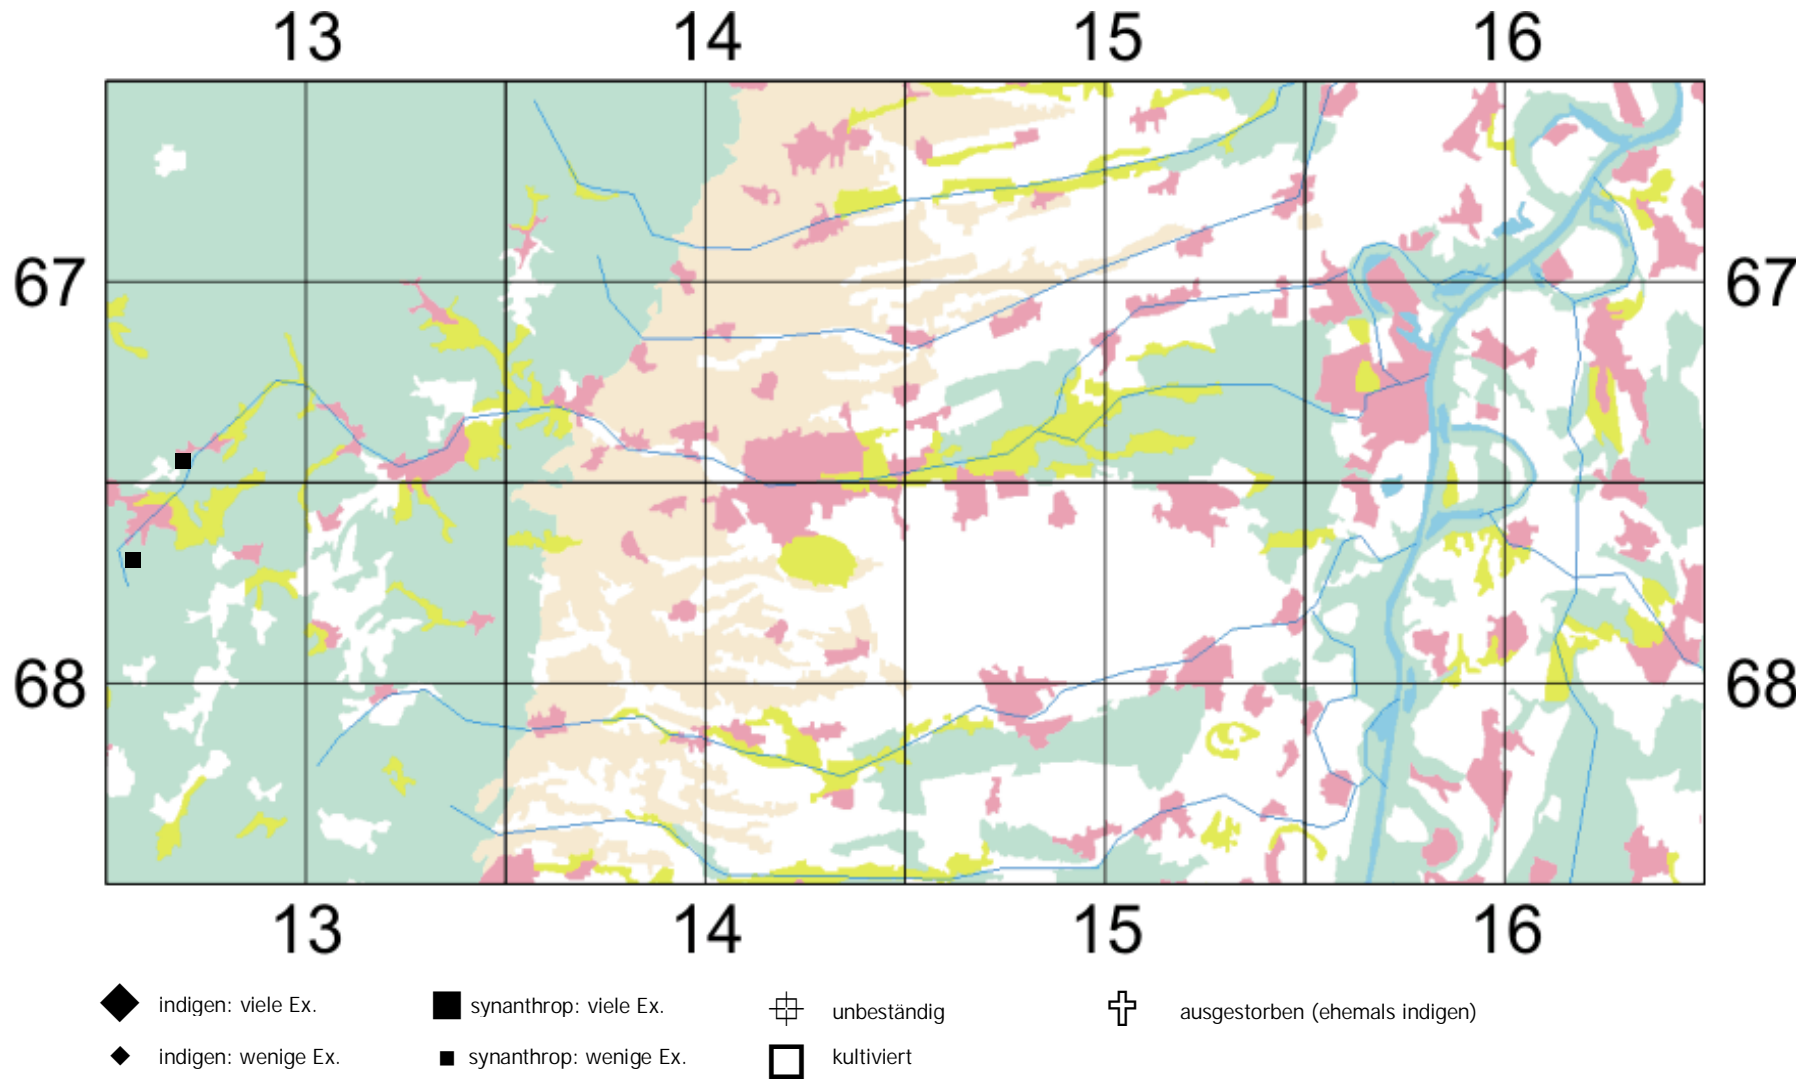 13 14 15 16
67 67
68 68
13 14 15 16
indigen: viele Ex. synanthrop: viele Ex. unbeständig ausgestorben (ehemals indigen)
indigen: wenige Ex. synanthrop: wenige Ex. kultiviert